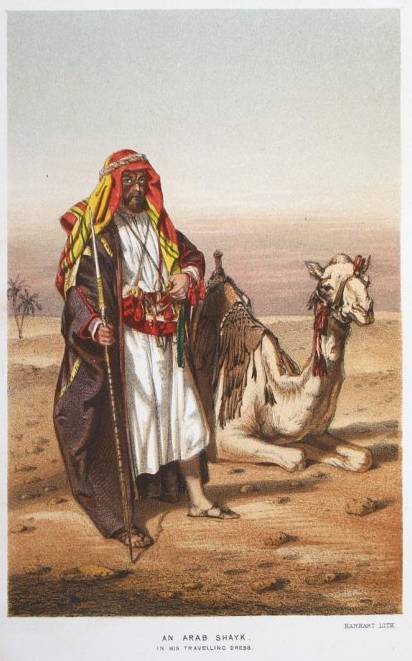 HANHART LITH
AN ARAB SHAYK.
IN HIS TRAVELLING DRESS.